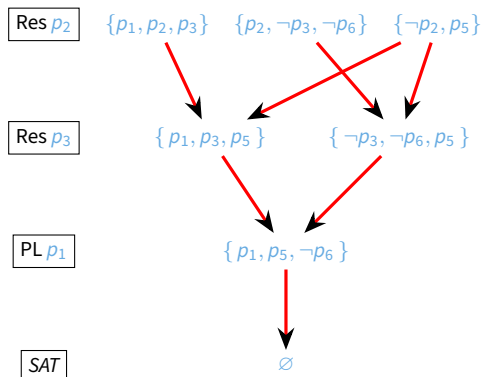 Res p₂ {p₁, p₂, p₃} {p₂, ¬p₃, ¬p₆} {¬p₂, p₅}
Res p₃ {p₁, p₃, p₅} {¬p₃, ¬p₆, p₅}
PL p₁ {p₁, p₅, ¬p₆}
SAT ∅